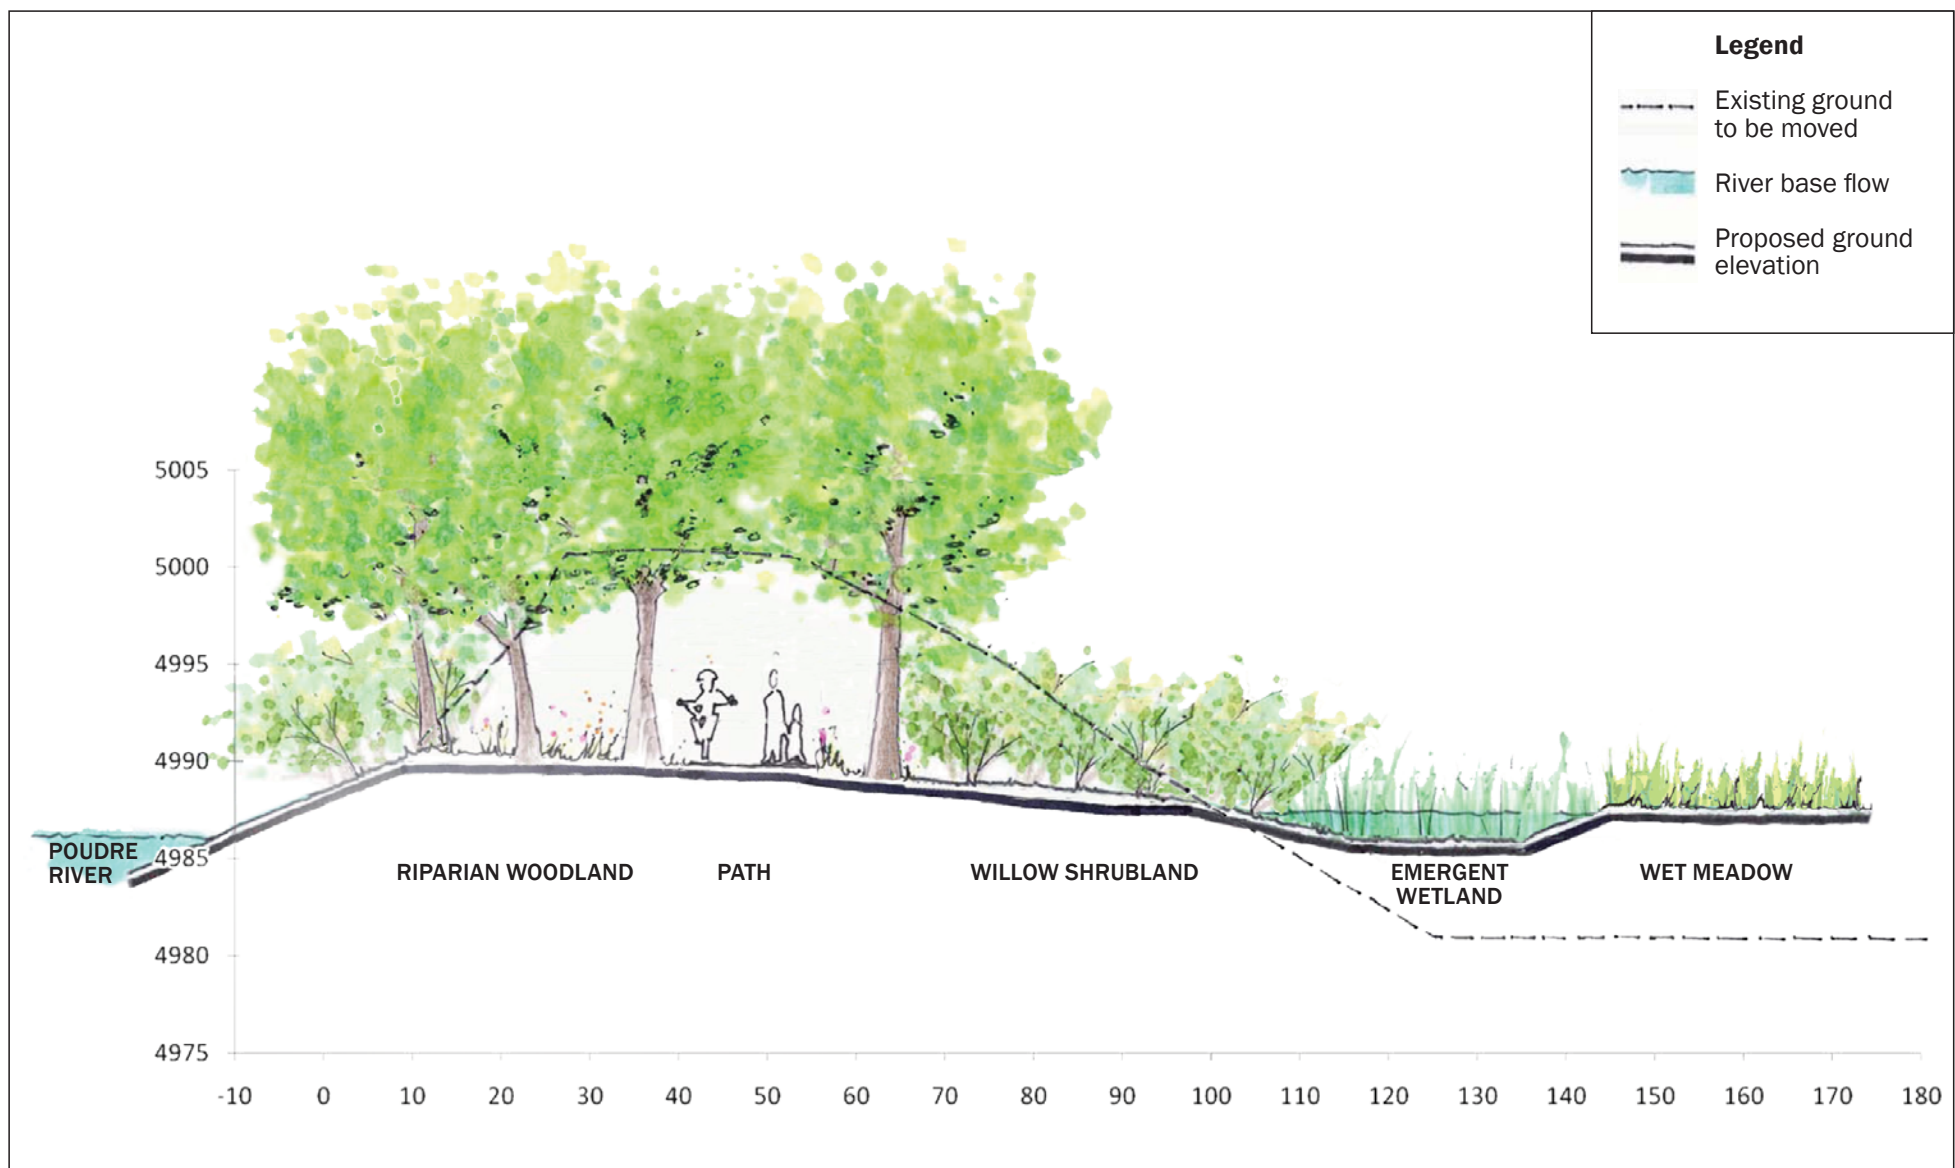 Legend
Existing ground
to be moved
River base flow
Proposed ground
elevation
5005
5000
4995
4990
4985
4980
4975
POUDRE
RIVER
RIPARIAN WOODLAND
PATH
WILLOW SHRUBLAND
EMERGENT
WETLAND
WET MEADOW
-10 0 10 20 30 40 50 60 70 80 90 100 110 120 130 140 150 160 170 180